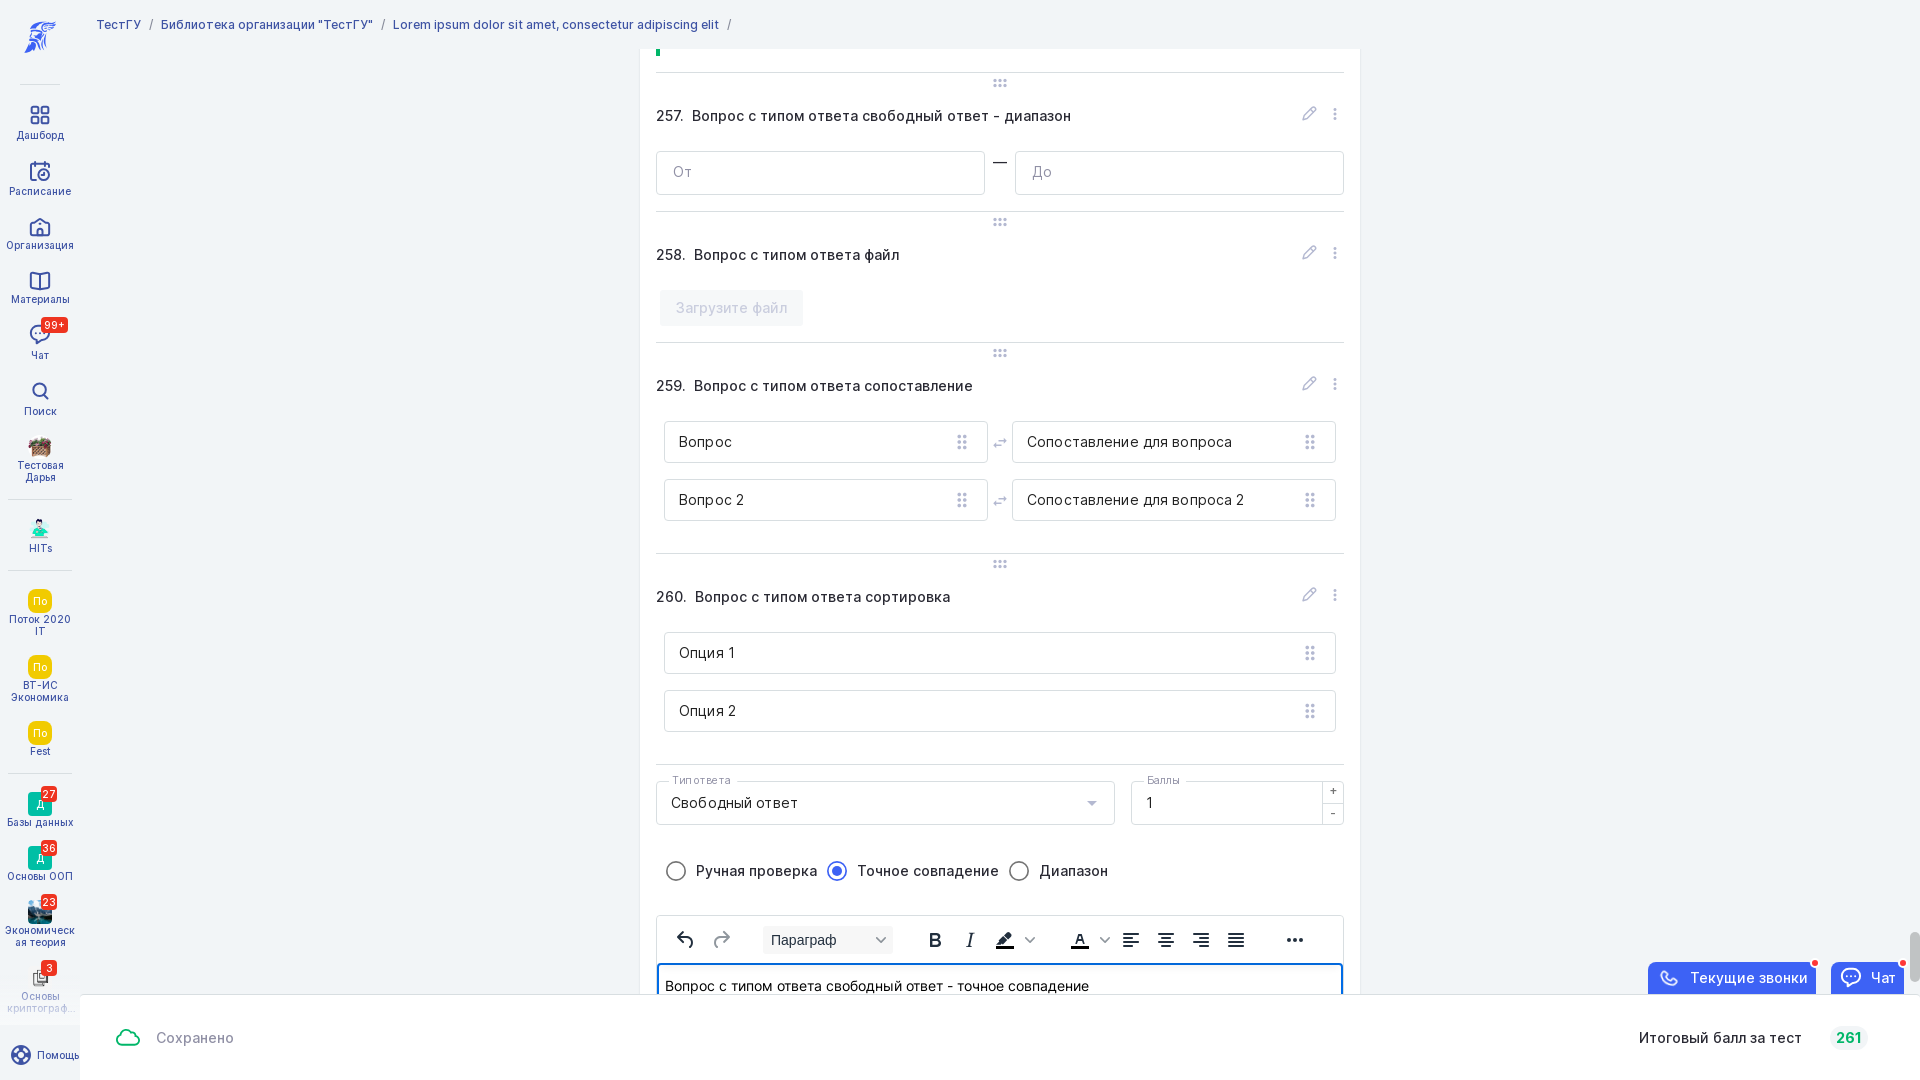 ТестГУ / Библиотека организации "ТестГУ" / Lorem ipsum dolor sit amet, consectetur adipiscing elit /
Дашборд
Расписание
Организация
Материалы
99+
Чат
Поиск
Тестовая
Дарья
HITs
По
Поток 2020
IT
По
ВТ-ИС
Экономика
По
Fest
27
Д
Базы данных
36
Д
Основы ООП
23
Экономическ
ая теория
3
Основы
криптограф...
Помощь
257. Вопрос с типом ответа свободный ответ - диапазон
От — До
258. Вопрос с типом ответа файл
Загрузите файл
259. Вопрос с типом ответа сопоставление
Вопрос Сопоставление для вопроса
Вопрос 2 Сопоставление для вопроса 2
260. Вопрос с типом ответа сортировка
Опция 1
Опция 2
Тип ответа Баллы
Свободный ответ 1 + -
Ручная проверка Точное совпадение Диапазон
Параграф B I A
Вопрос с типом ответа свободный ответ - точное совпадение
Текущие звонки Чат
Сохранено Итоговый балл за тест 261